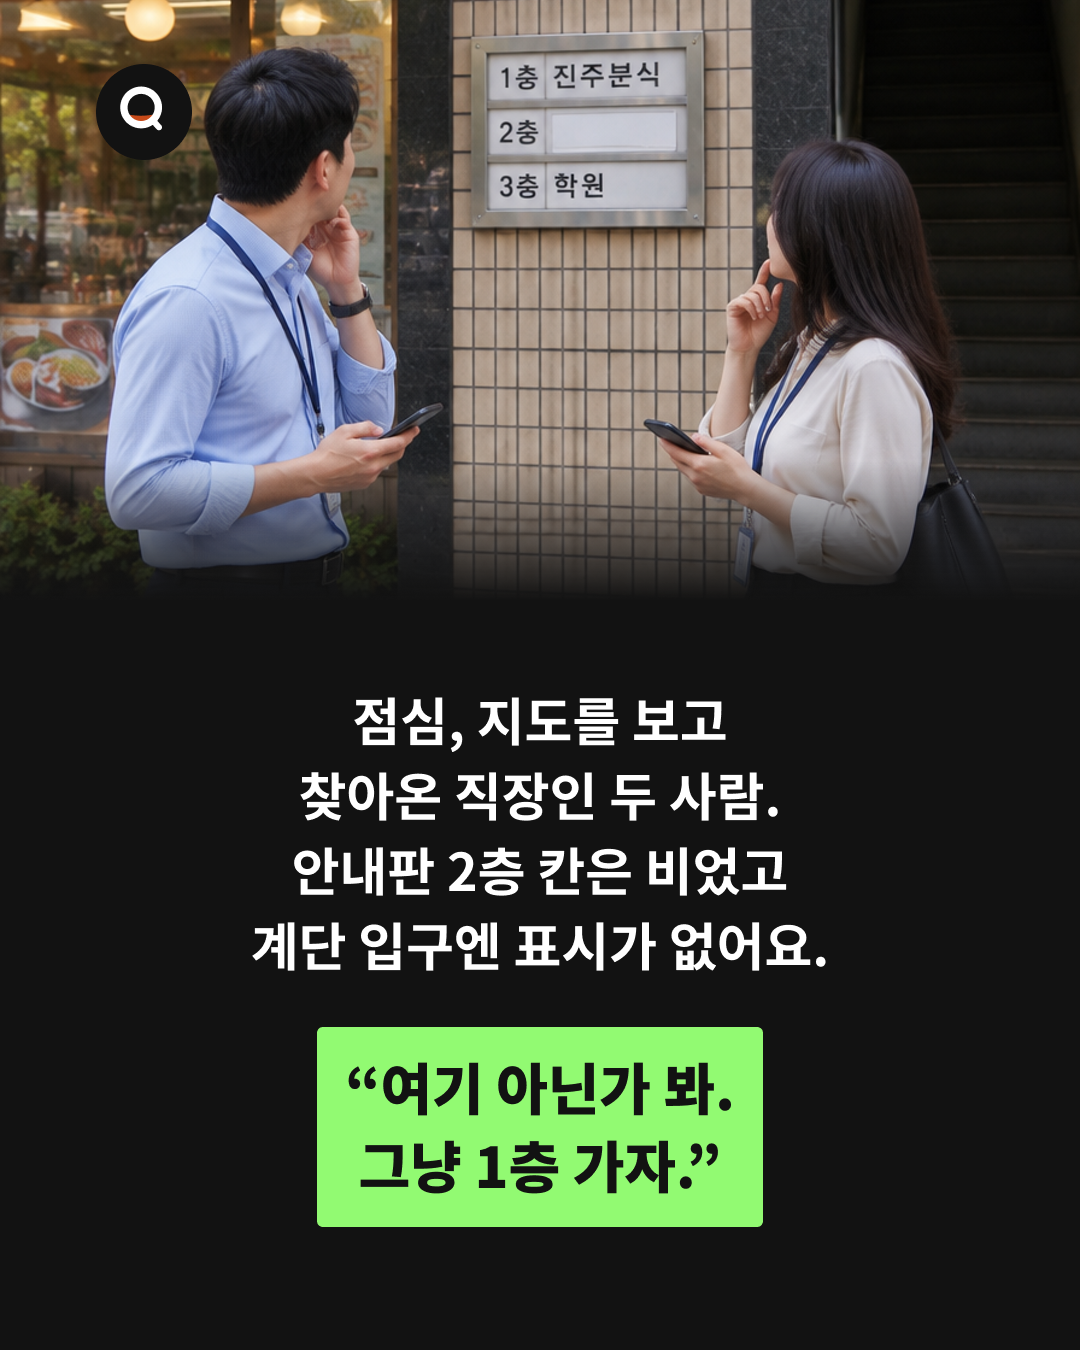 1층 진주분식
2층
3층 학원
점심, 지도를 보고
찾아온 직장인 두 사람.
안내판 2층 칸은 비었고
계단 입구엔 표시가 없어요.
“여기 아닌가 봐.
그냥 1층 가자.”